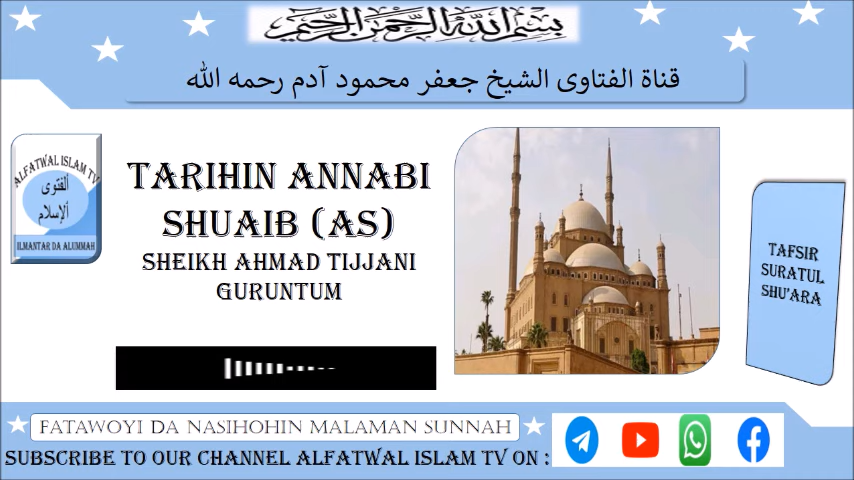 بسم الله الرحمن الرحيم
قناة الفتاوى الشيخ جعفر محمود آدم رحمه الله
ALFATWAL ISLAM TV
الفتوى
ألإسلام
ILMANTAR DA ALUMMAH
TARIHIN ANNABI
SHUAIB (AS)
SHEIKH AHMAD TIJJANI
GURUNTUM
TAFSIR
SURATUL
SHU'ARA
FATAWOYI DA NASIHOHIN MALAMAN SUNNAH
SUBSCRIBE TO OUR CHANNEL ALFATWAL ISLAM TV ON :